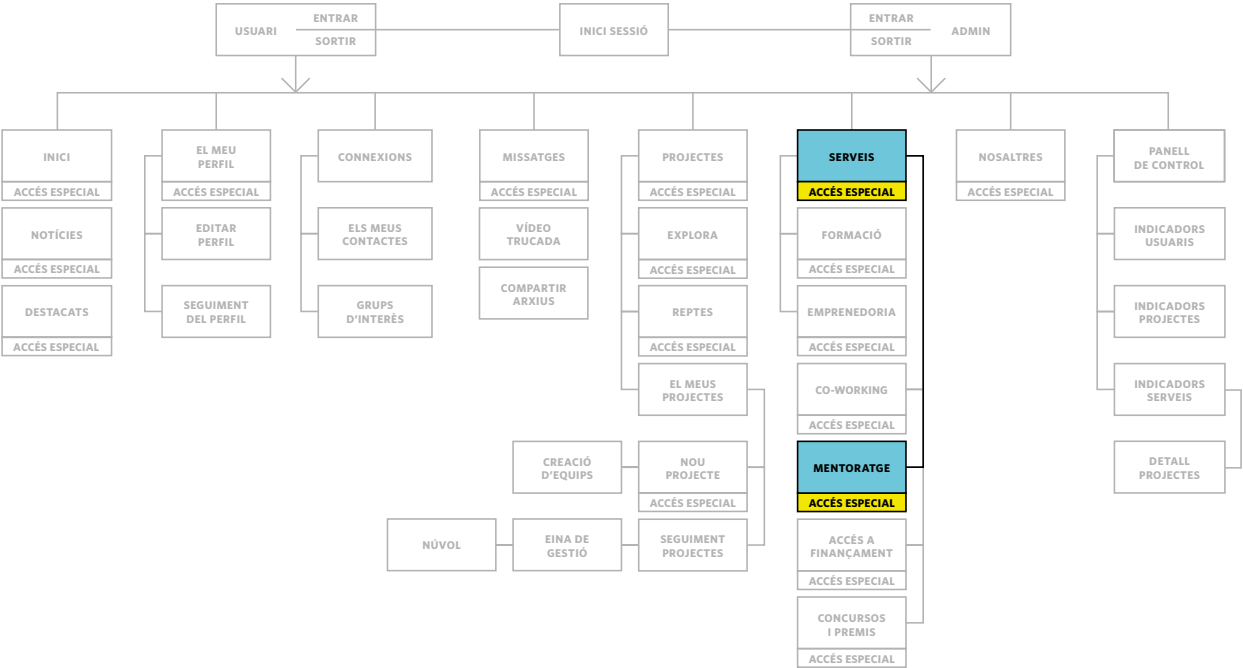 USUARI
ENTRAR
SORTIR
INICI SESSIÓ
ENTRAR
SORTIR
ADMIN
INICI
ACCÉS ESPECIAL
NOTÍCIES
ACCÉS ESPECIAL
DESTACATS
ACCÉS ESPECIAL
EL MEU
PERFIL
ACCÉS ESPECIAL
EDITAR
PERFIL
SEGUIMENT
DEL PERFIL
CONNEXIONS
ELS MEUS
CONTACTES
GRUPS
D'INTERÈS
MISSATGES
ACCÉS ESPECIAL
VÍDEO
TRUCADA
COMPARTIR
ARXIUS
PROJECTES
ACCÉS ESPECIAL
EXPLORA
ACCÉS ESPECIAL
REPTES
ACCÉS ESPECIAL
EL MEUS
PROJECTES
CREACIÓ
D'EQUIPS
NOU
PROJECTE
ACCÉS ESPECIAL
NÚVOL
EINA DE
GESTIÓ
SEGUIMENT
PROJECTES
SERVEIS
ACCÉS ESPECIAL
FORMACIÓ
ACCÉS ESPECIAL
EMPRENEDORIA
ACCÉS ESPECIAL
CO-WORKING
ACCÉS ESPECIAL
MENTORATGE
ACCÉS ESPECIAL
ACCÉS A
FINANÇAMENT
ACCÉS ESPECIAL
CONCURSOS
I PREMIS
ACCÉS ESPECIAL
NOSALTRES
ACCÉS ESPECIAL
PANELL
DE CONTROL
INDICADORS
USUARIS
INDICADORS
PROJECTES
INDICADORS
SERVEIS
DETALL
PROJECTES